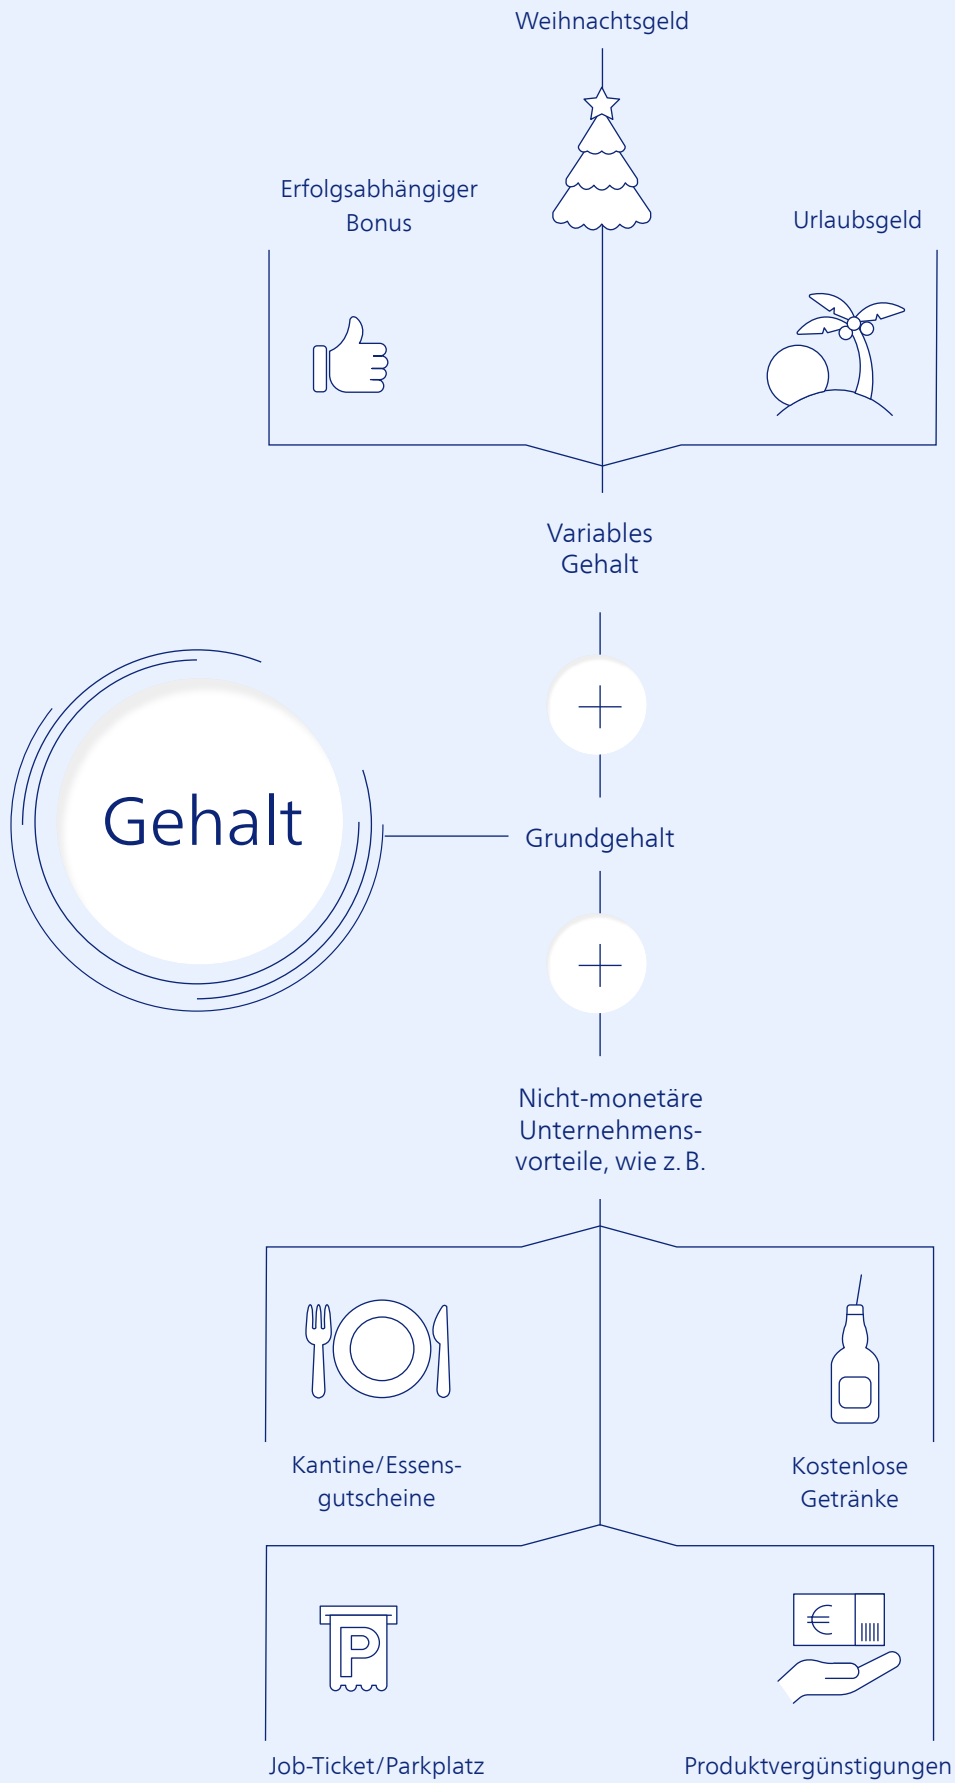 Weihnachtsgeld
Erfolgsabhängiger
Bonus
Urlaubsgeld
Variables
Gehalt
Gehalt
Grundgehalt
Nicht-monetäre
Unternehmens-
vorteile, wie z. B.
Kantine/Essens-
gutscheine
Kostenlose
Getränke
P
€
Job-Ticket/Parkplatz
Produktvergünstigungen